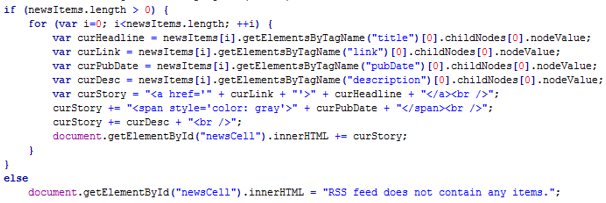 if (newsItems.length > 0) {
    for (var i=0; i<newsItems.length; ++i) {
        var curHeadline = newsItems[i].getElementsByTagName("title")[0].childNodes[0].nodeValue;
        var curLink = newsItems[i].getElementsByTagName("link")[0].childNodes[0].nodeValue;
        var curPubDate = newsItems[i].getElementsByTagName("pubDate")[0].childNodes[0].nodeValue;
        var curDesc = newsItems[i].getElementsByTagName("description")[0].childNodes[0].nodeValue;
        var curStory = "<a href='" + curLink + "'>" + curHeadline + "</a><br />";
        curStory += "<span style='color: gray'>" + curPubDate + "</span><br />";
        curStory += curDesc + "<br />";
        document.getElementById("newsCell").innerHTML += curStory;
    }
}
else
    document.getElementById("newsCell").innerHTML = "RSS feed does not contain any items.";